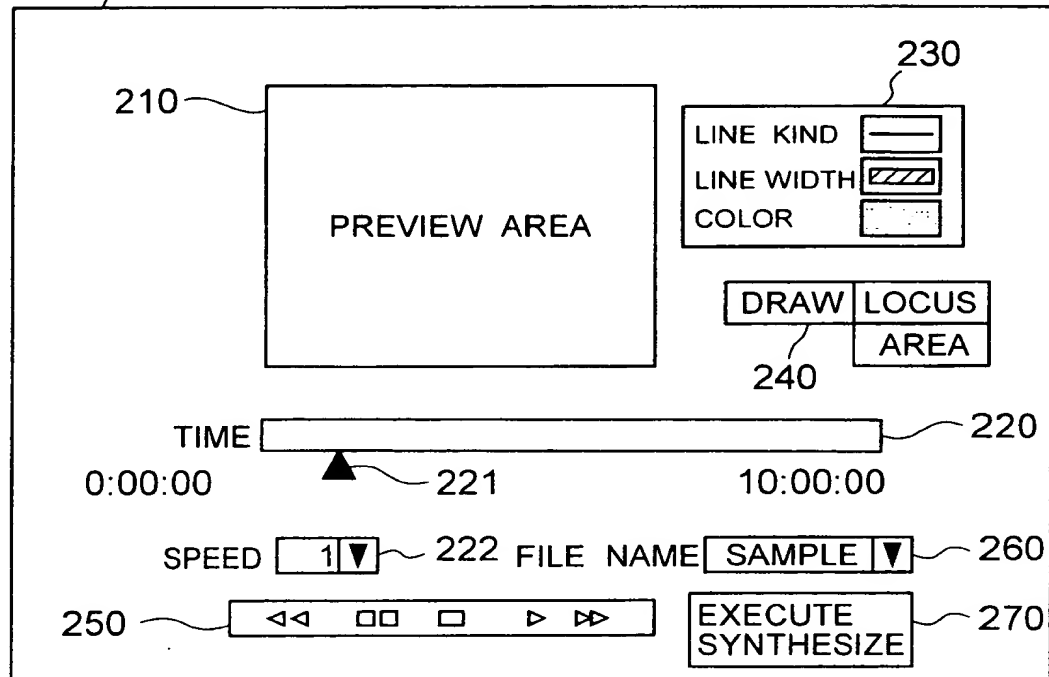 230
210
LINE KIND
LINE WIDTH
COLOR
PREVIEW AREA
DRAW LOCUS
AREA
240
TIME
220
0:00:00
221
10:00:00
SPEED 1
222
FILE NAME SAMPLE
260
250
EXECUTE
SYNTHESIZE
270